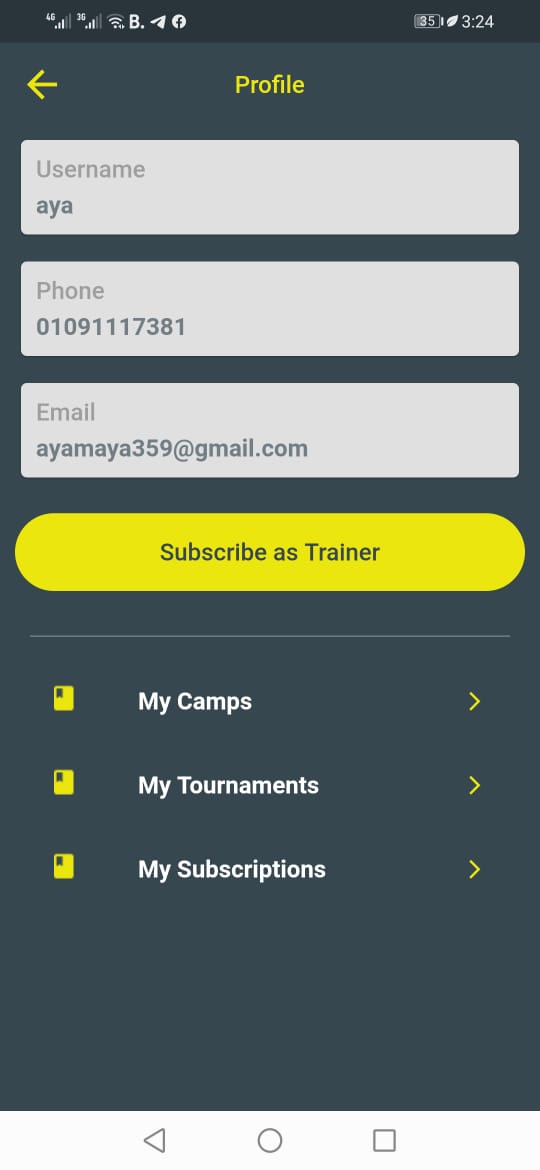 4G 3G B. 35 3:24
Profile
Username
aya
Phone
01091117381
Email
ayamaya359@gmail.com
Subscribe as Trainer
My Camps
My Tournaments
My Subscriptions